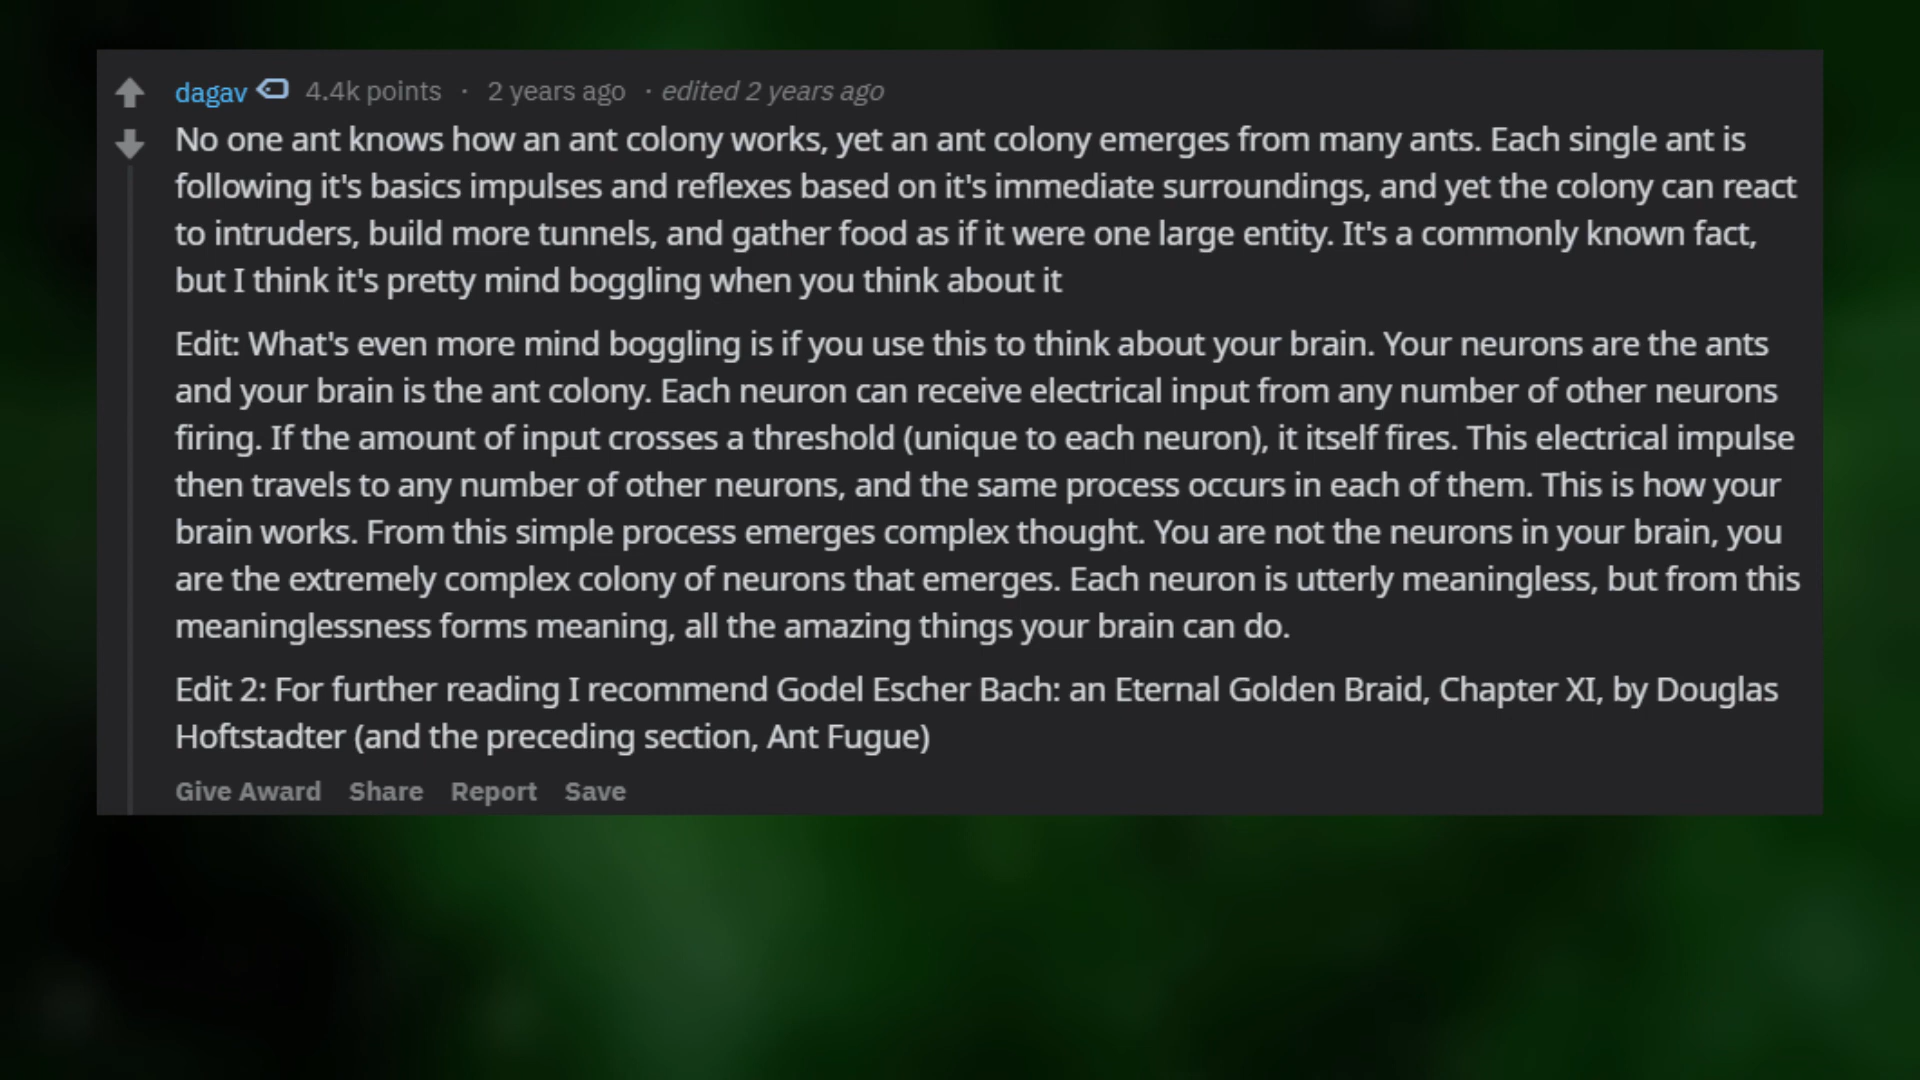 dagav 4.4k points · 2 years ago · edited 2 years ago
No one ant knows how an ant colony works, yet an ant colony emerges from many ants. Each single ant is
following it's basics impulses and reflexes based on it's immediate surroundings, and yet the colony can react
to intruders, build more tunnels, and gather food as if it were one large entity. It's a commonly known fact,
but I think it's pretty mind boggling when you think about it
Edit: What's even more mind boggling is if you use this to think about your brain. Your neurons are the ants
and your brain is the ant colony. Each neuron can receive electrical input from any number of other neurons
firing. If the amount of input crosses a threshold (unique to each neuron), it itself fires. This electrical impulse
then travels to any number of other neurons, and the same process occurs in each of them. This is how your
brain works. From this simple process emerges complex thought. You are not the neurons in your brain, you
are the extremely complex colony of neurons that emerges. Each neuron is utterly meaningless, but from this
meaninglessness forms meaning, all the amazing things your brain can do.
Edit 2: For further reading I recommend Godel Escher Bach: an Eternal Golden Braid, Chapter XI, by Douglas
Hoftstadter (and the preceding section, Ant Fugue)
Give Award Share Report Save